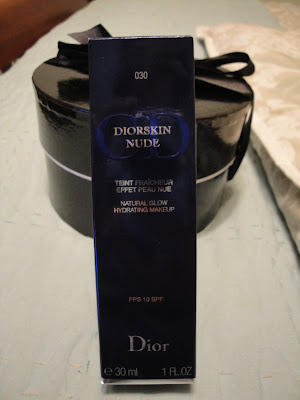 030
DIORSKIN
NUDE
TEINT FRAÎCHEUR
EFFET PEAU NUE
NATURAL GLOW
HYDRATING MAKEUP
FPS 10 SPF
Dior
e 30 ml 1 FL.OZ